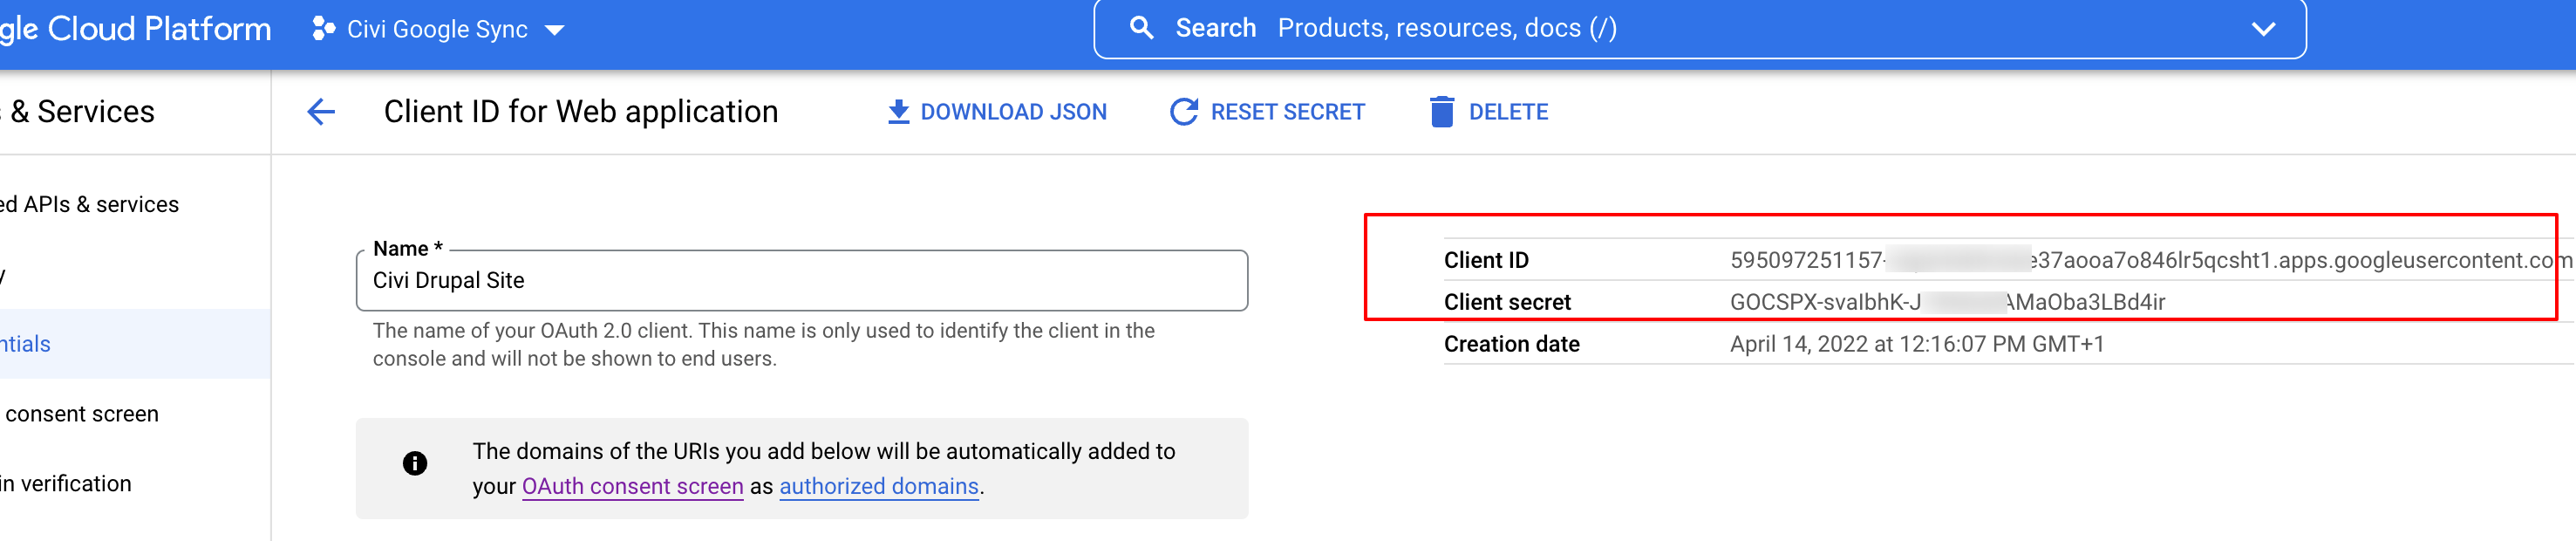 gle Cloud Platform Civi Google Sync Search Products, resources, docs (/)
& Services Client ID for Web application DOWNLOAD JSON RESET SECRET DELETE
ed APIs & services
y
ntials
consent screen
in verification
Name *
Civi Drupal Site
The name of your OAuth 2.0 client. This name is only used to identify the client in the
console and will not be shown to end users.
The domains of the URIs you add below will be automatically added to
your OAuth consent screen as authorized domains.
Client ID 595097251157- e37aooa7o846lr5qcsht1.apps.googleusercontent.com
Client secret GOCSPX-svaIbhK-J AMaOba3LBd4ir
Creation date April 14, 2022 at 12:16:07 PM GMT+1